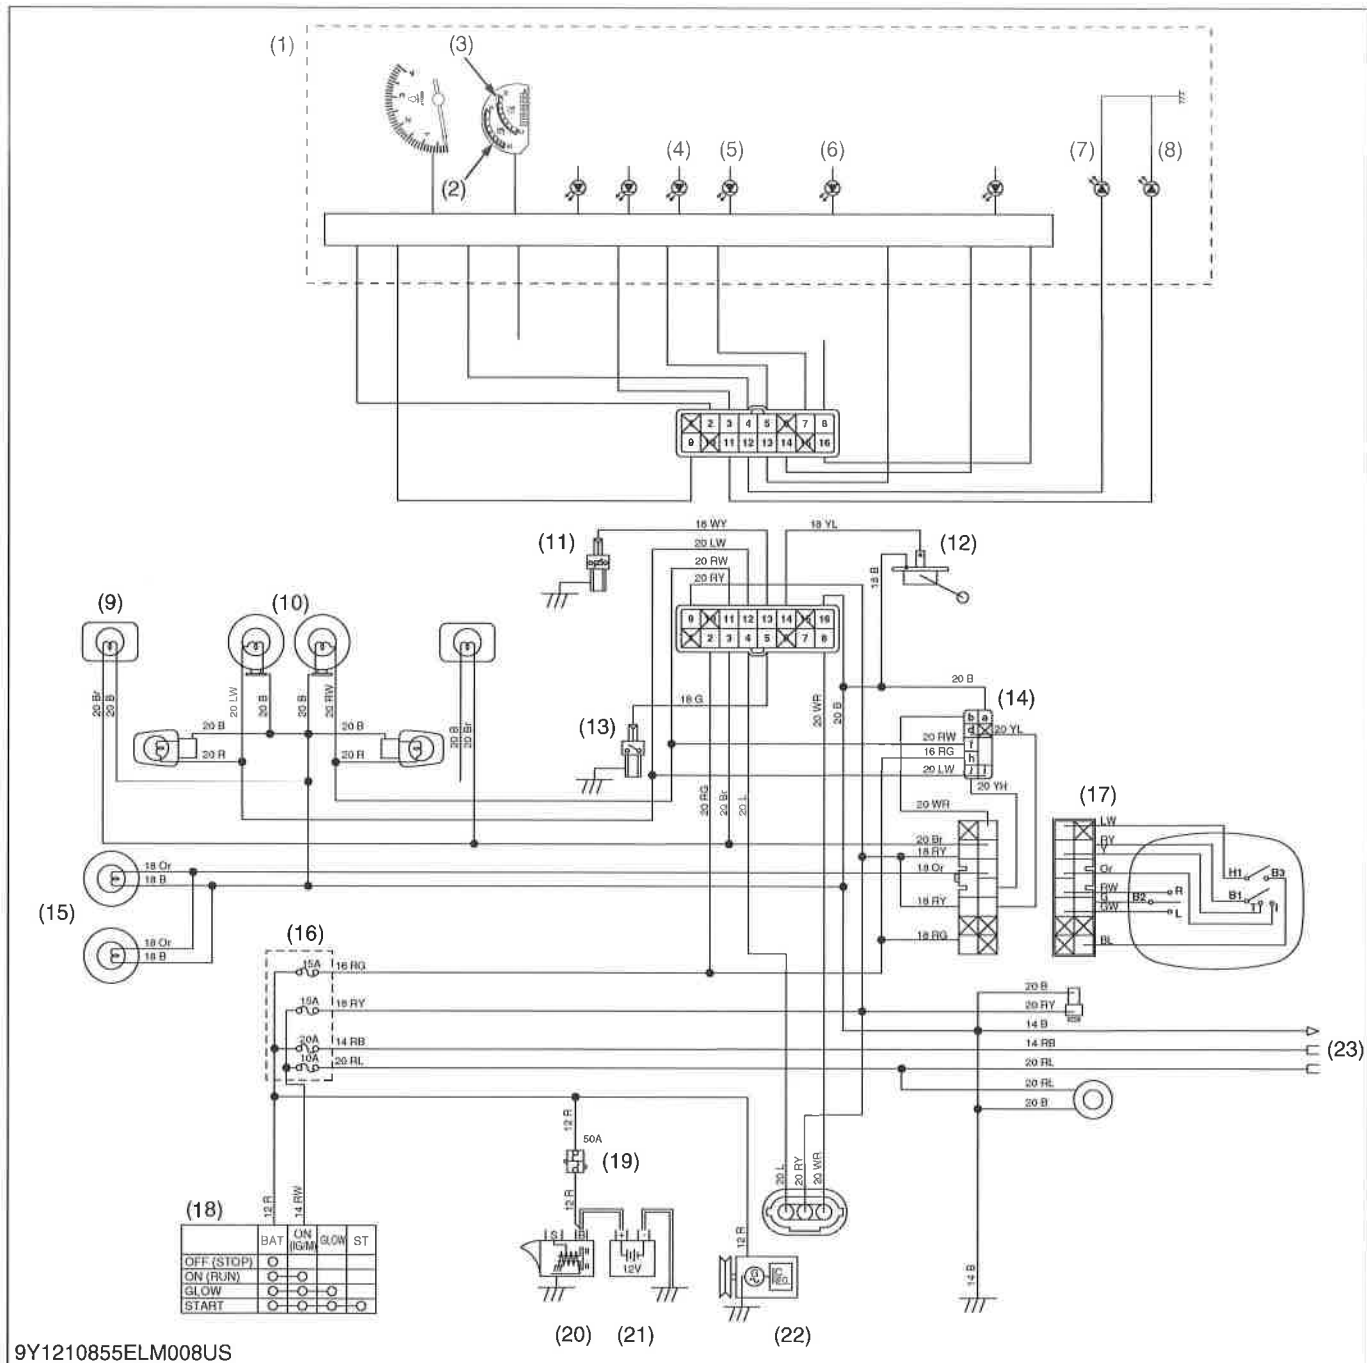 (1)
(3)
(2)
(4)
(5)
(6)
(7)
(8)
2 3 4 5 7 8
9 11 12 13 14 16
18 WY
18 YL
(11)
20 LW
(12)
20 RW
20 RY
18 B
(9)
(10)
9 11 12 13 14 16
2 3 4 5 7 8
20 Br
20 B
20 LW
20 B
20 B
20 RW
20 B
20 Br
20 B
20 B
20 R
20 R
18 G
(13)
20 WR
20 B
20 B
(14)
b a
d
20 YL
20 RW
f
16 RG
h
20 LW
20 RG
20 Br
20 L
20 WR
(17)
20 Br
18 RY
18 Or
18 RY
18 RG
LW
RY
Y
Or
RW
G
GW
BL
H1
B3
B1
T
I
R
B2
L
18 Or
18 B
(15)
18 Or
18 B
(16)
15A
16 RG
15A
18 RY
20A
14 RB
10A
20 RL
20 B
20 RY
14 B
14 RB
20 RL
(23)
20 RL
20 B
12 R
50A
(19)
12 R
20 L
20 RY
20 WR
12 R
14 RW
12 R
14 B
(18)
BAT
ON (IG/M)
GLOW
ST
OFF (STOP)
ON (RUN)
GLOW
START
S
B
+
-
12V
IC REG.
(20)
(21)
(22)
9Y1210855ELM008US